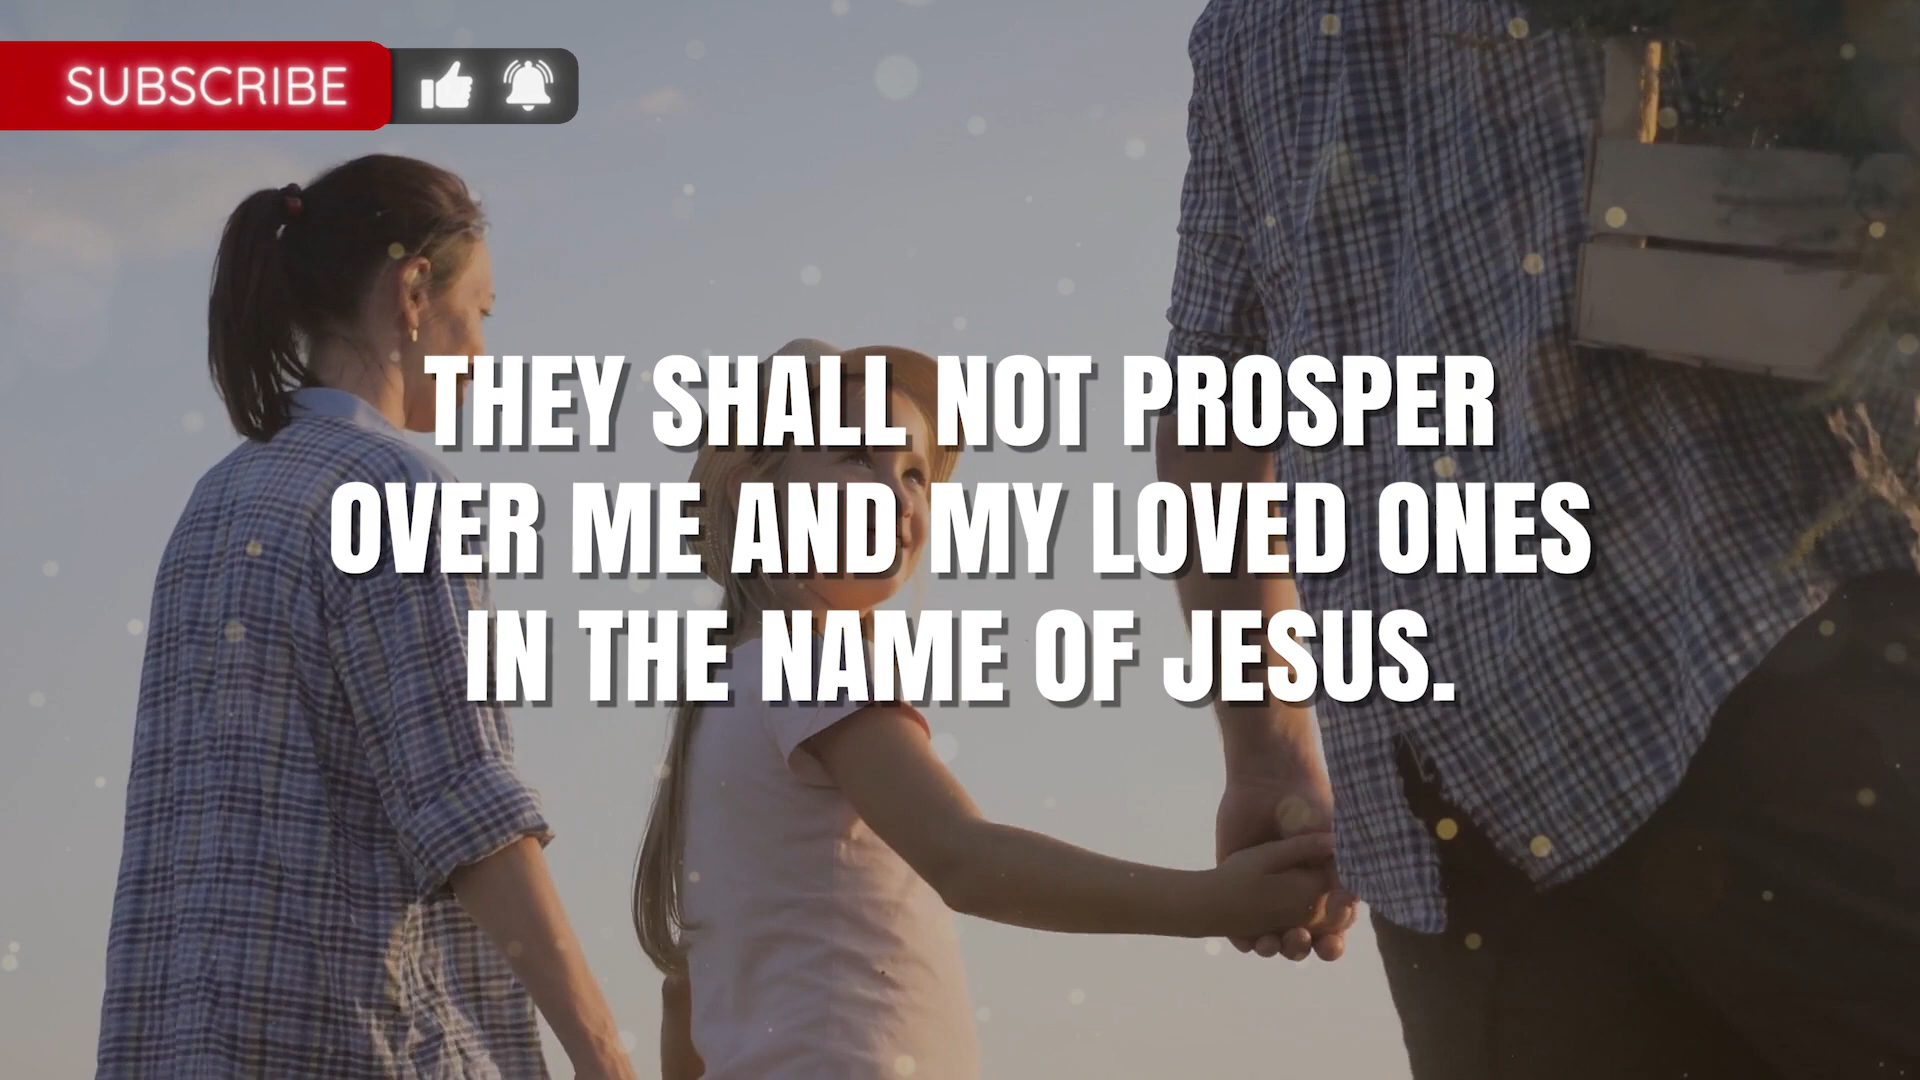 SUBSCRIBE
THEY SHALL NOT PROSPER
OVER ME AND MY LOVED ONES
IN THE NAME OF JESUS.